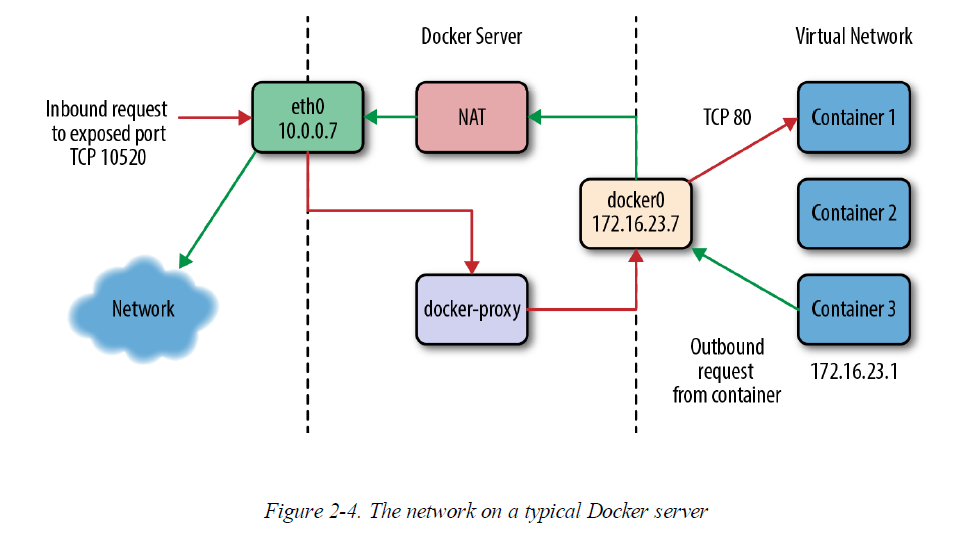 Docker Server
Virtual Network
Inbound request
to exposed port
TCP 10520
eth0
10.0.0.7
NAT
TCP 80
Container 1
docker0
172.16.23.7
Container 2
Network
docker-proxy
Container 3
Outbound
request
from container
172.16.23.1
Figure 2-4. The network on a typical Docker server